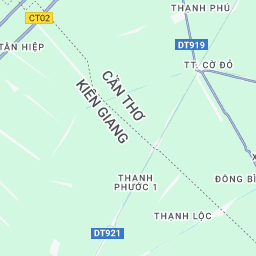 THẠNH PHÚ
CT02
TÂN HIỆP
DT919
TT. CỜ ĐỎ
CẦN THƠ
KIÊN GIANG
THẠNH
PHƯỚC 1
ĐÔNG BÌ
THẠNH LỘC
DT921